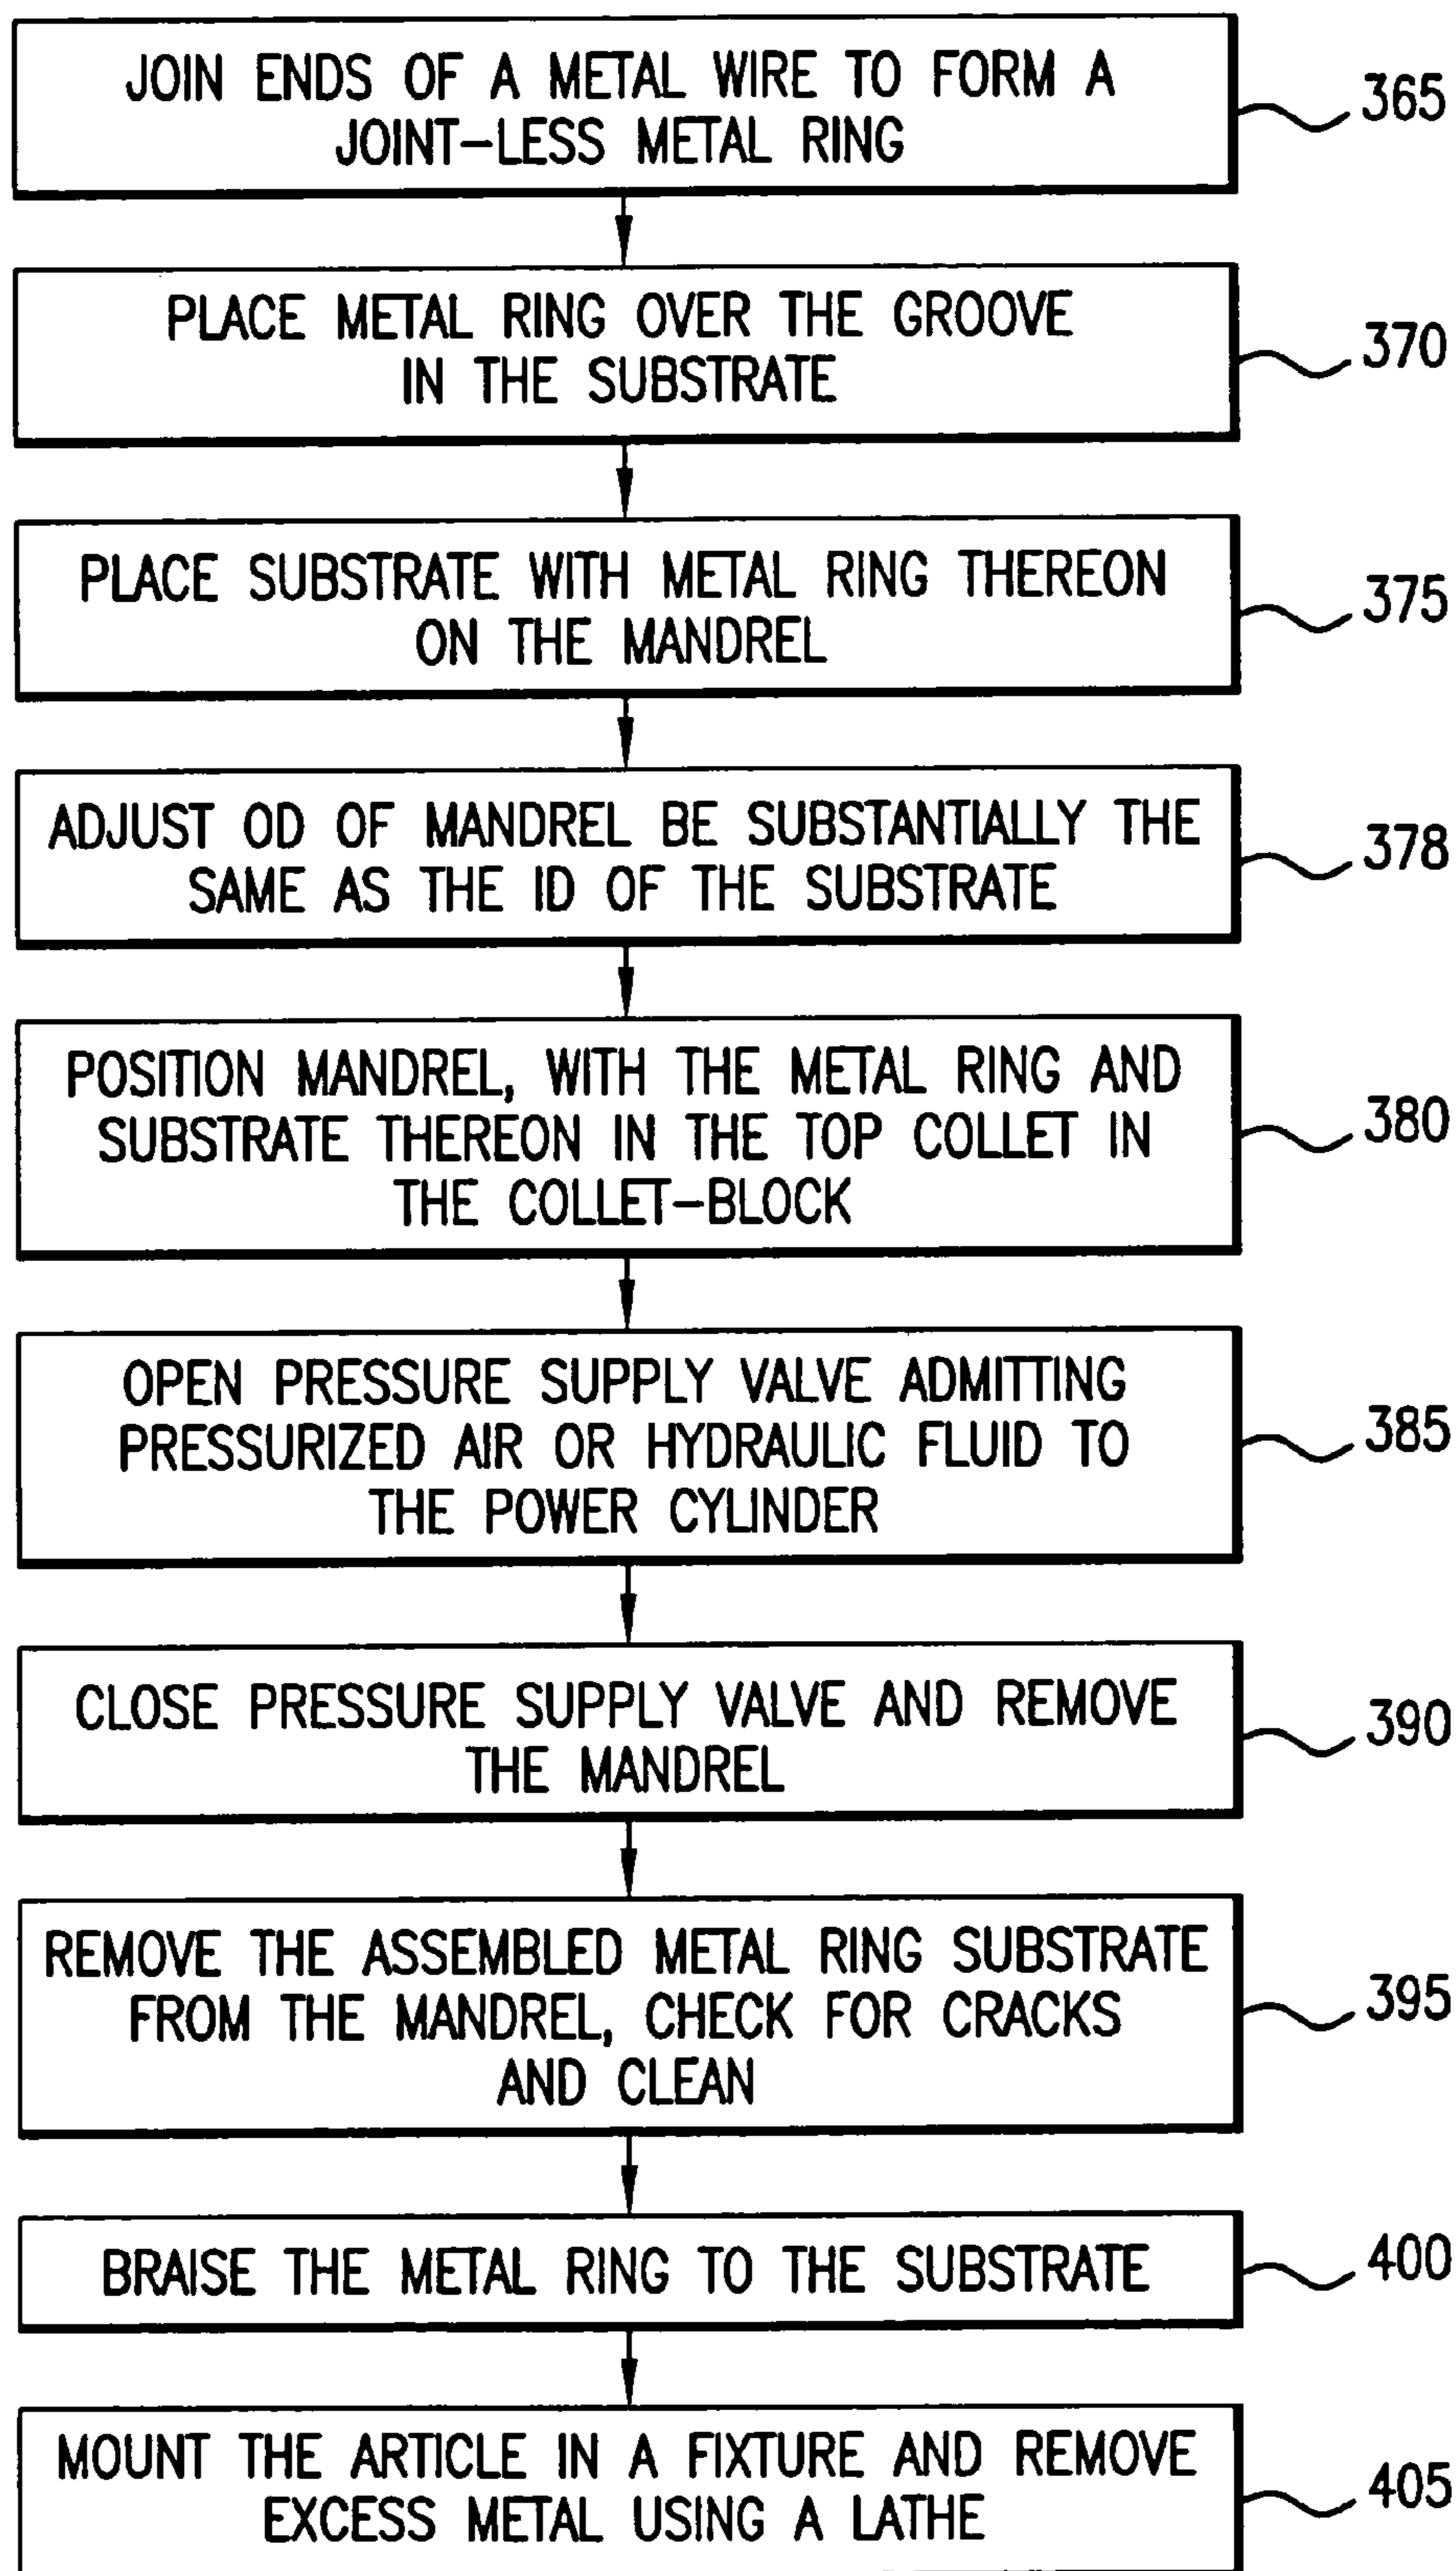 JOIN ENDS OF A METAL WIRE TO FORM A
JOINT-LESS METAL RING
365
PLACE METAL RING OVER THE GROOVE
IN THE SUBSTRATE
370
PLACE SUBSTRATE WITH METAL RING THEREON
ON THE MANDREL
375
ADJUST OD OF MANDREL BE SUBSTANTIALLY THE
SAME AS THE ID OF THE SUBSTRATE
378
POSITION MANDREL, WITH THE METAL RING AND
SUBSTRATE THEREON IN THE TOP COLLET IN
THE COLLET-BLOCK
380
OPEN PRESSURE SUPPLY VALVE ADMITTING
PRESSURIZED AIR OR HYDRAULIC FLUID TO
THE POWER CYLINDER
385
CLOSE PRESSURE SUPPLY VALVE AND REMOVE
THE MANDREL
390
REMOVE THE ASSEMBLED METAL RING SUBSTRATE
FROM THE MANDREL, CHECK FOR CRACKS
AND CLEAN
395
BRAISE THE METAL RING TO THE SUBSTRATE
400
MOUNT THE ARTICLE IN A FIXTURE AND REMOVE
EXCESS METAL USING A LATHE
405